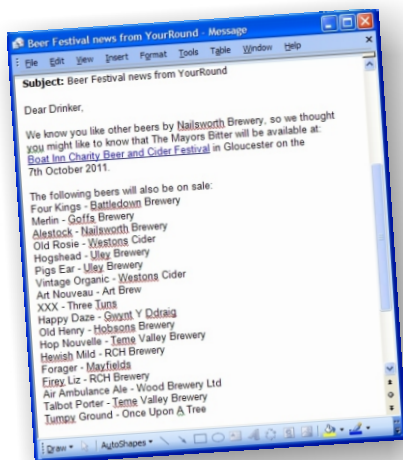 Beer Festival news from YourRound - Message
File Edit View Insert Format Tools Table Window Help
Subject: Beer Festival news from YourRound
Dear Drinker,
We know you like other beers by Nailsworth Brewery, so we thought
you might like to know that The Mayors Bitter will be available at:
Boat Inn Charity Beer and Cider Festival in Gloucester on the
7th October 2011.
The following beers will also be on sale:
Four Kings - Battledown Brewery
Merlin - Goffs Brewery
Alestock - Nailsworth Brewery
Old Rosie - Westons Cider
Hogshead - Uley Brewery
Pigs Ear - Uley Brewery
Vintage Organic - Westons Cider
Art Nouveau - Art Brew
XXX - Three Tuns
Happy Daze - Gwynt Y Ddraig
Old Henry - Hobsons Brewery
Hop Nouvelle - Teme Valley Brewery
Hewish Mild - RCH Brewery
Forager - Mayfields
Firey Liz - RCH Brewery
Air Ambulance Ale - Wood Brewery Ltd
Talbot Porter - Teme Valley Brewery
Tumpy Ground - Once Upon A Tree
Draw AutoShapes